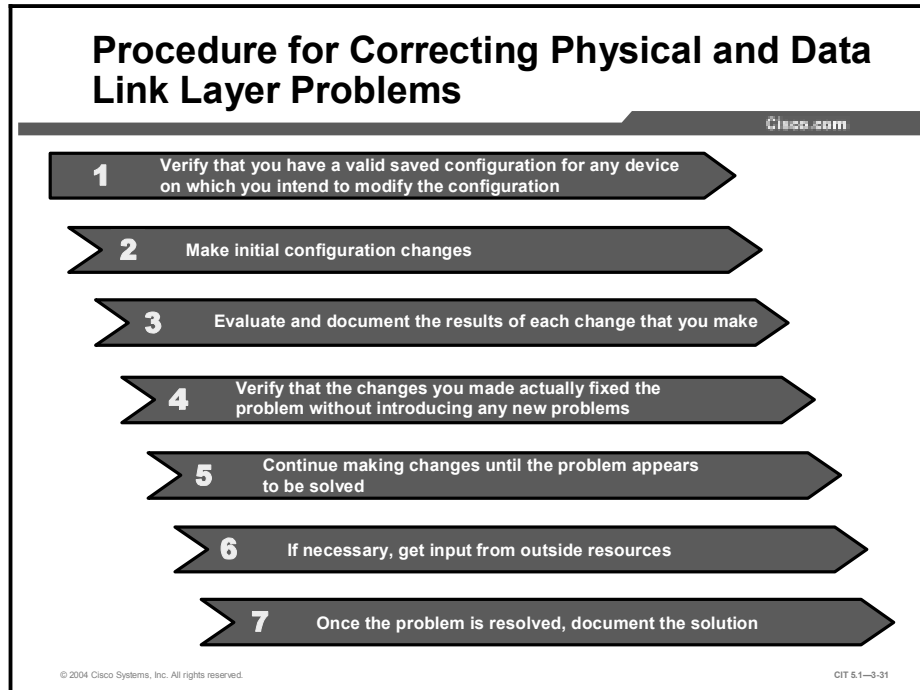 Procedure for Correcting Physical and Data
Link Layer Problems
Cisco.com
1
Verify that you have a valid saved configuration for any device
on which you intend to modify the configuration
2
Make initial configuration changes
3
Evaluate and document the results of each change that you make
4
Verify that the changes you made actually fixed the
problem without introducing any new problems
5
Continue making changes until the problem appears
to be solved
6
If necessary, get input from outside resources
7
Once the problem is resolved, document the solution
© 2004 Cisco Systems, Inc. All rights reserved.
CIT 5.1—3-31